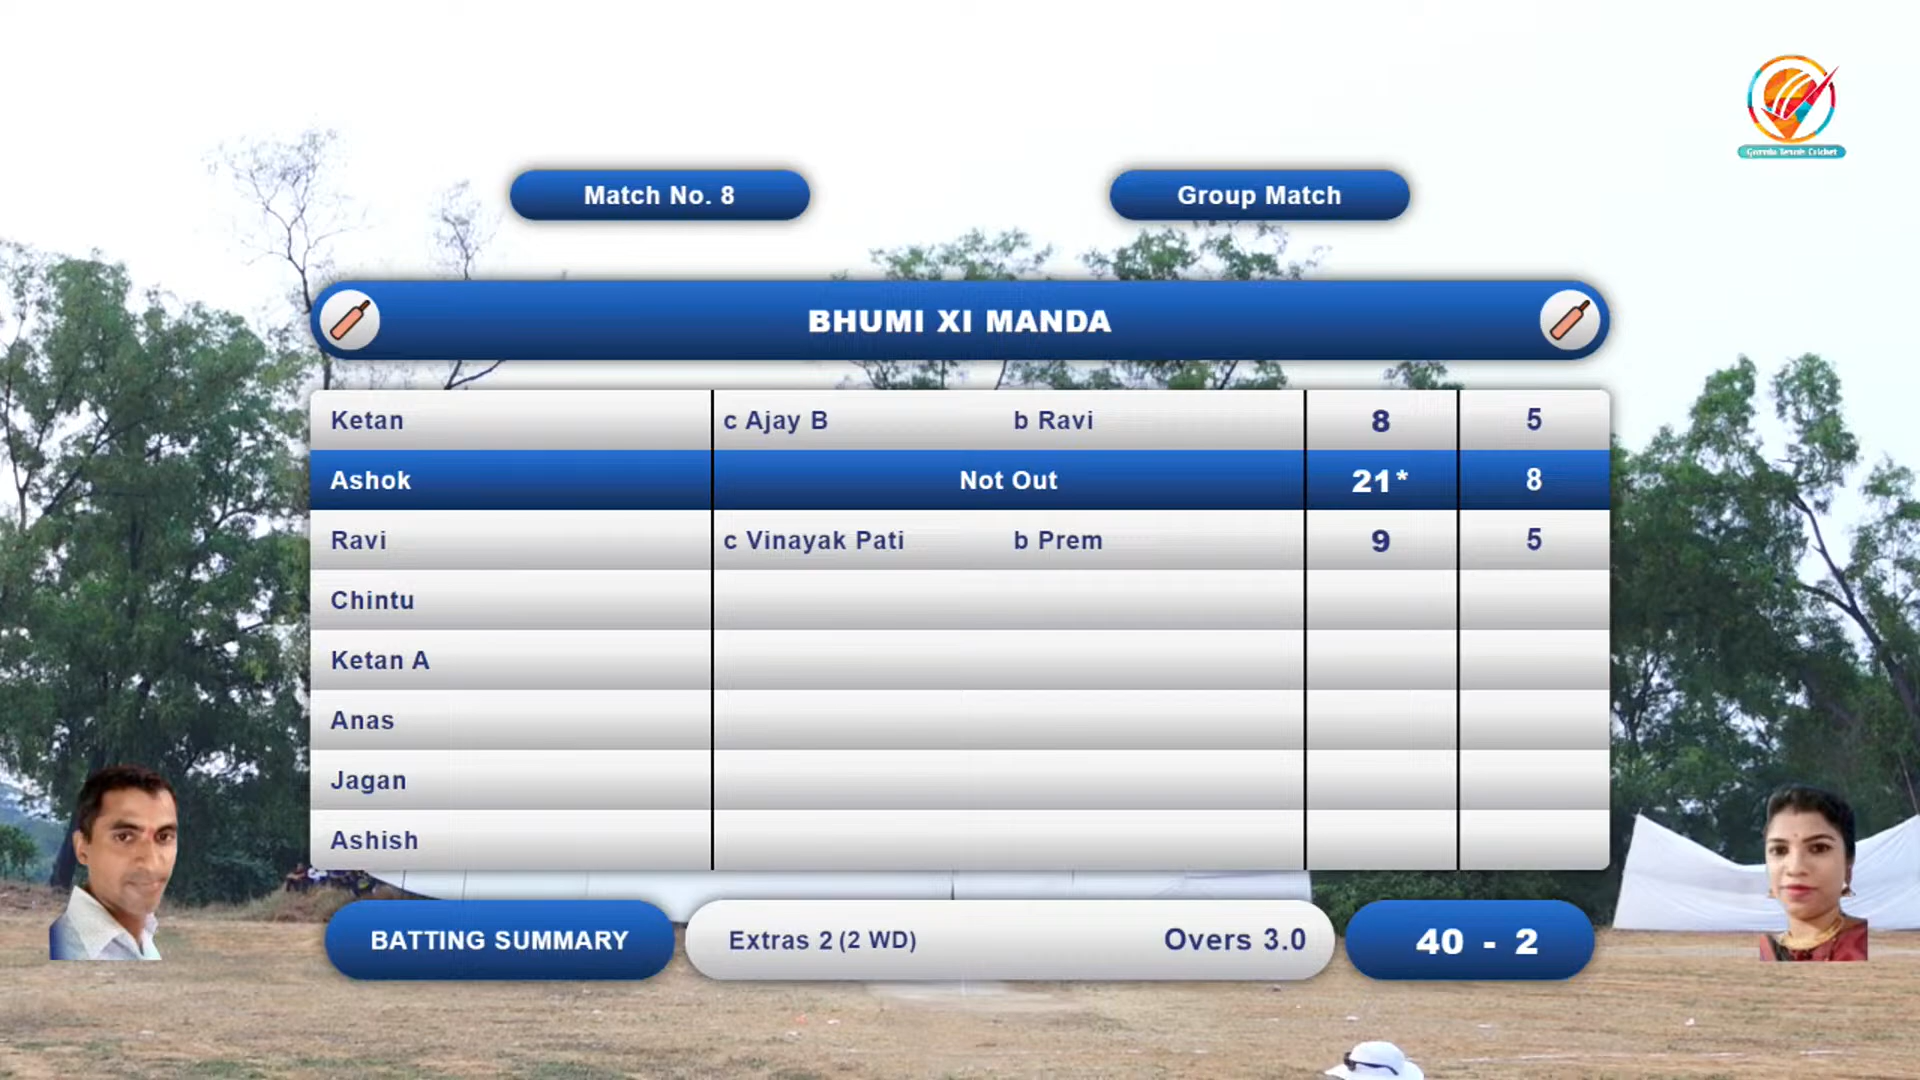 Match No. 8
Group Match
BHUMI XI MANDA
Ketan c Ajay B b Ravi 8 5
Ashok Not Out 21* 8
Ravi c Vinayak Pati b Prem 9 5
Chintu
Ketan A
Anas
Jagan
Ashish
BATTING SUMMARY Extras 2 (2 WD) Overs 3.0 40 - 2